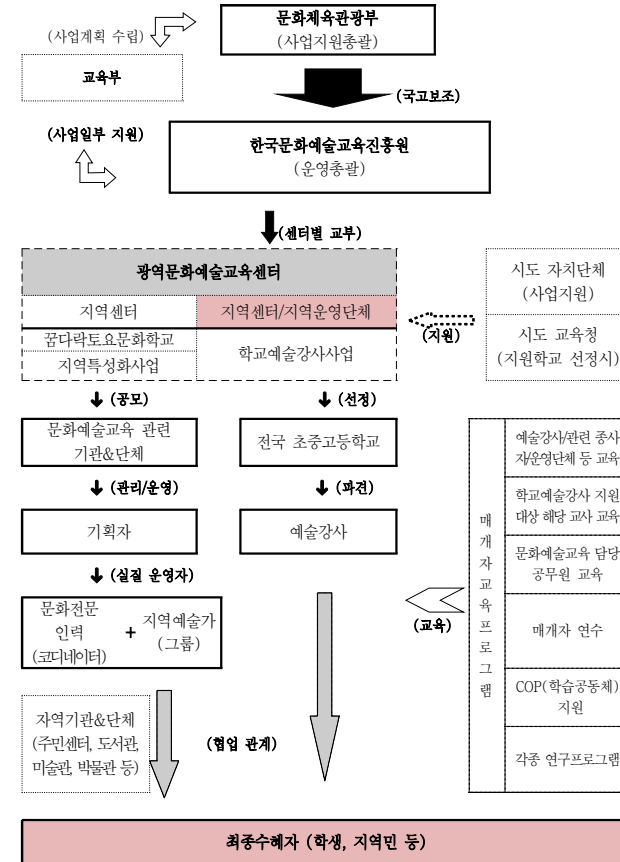 문화체육관광부
(사업지원총괄)
(사업계획 수립)
교육부
(국고보조)
(사업일부 지원)
한국문화예술교육진흥원
(운영총괄)
(센터별 교부)
광역문화예술교육센터
지역센터
지역센터/지역운영단체
꿈다락토요문화학교
지역특성화사업
학교예술강사사업
(지원)
시도 자치단체
(사업지원)
시도 교육청
(지원학교 선정시)
(공모)
(선정)
문화예술교육 관련
기관&단체
전국 초중고등학교
(관리/운영)
(파견)
기획자
예술강사
(실질 운영자)
문화전문
인력
(코디네이터)
+
지역예술가
(그룹)
(교육)
매개자교육프로그램
예술강사/관련 종사
자/운영단체 등 교육
학교예술강사 지원
대상 해당 교사 교육
문화예술교육 담당
공무원 교육
매개자 연수
COP(학습공동체)
지원
각종 연구프로그램
자역기관&단체
(주민센터, 도서관,
미술관, 박물관 등)
(협업 관계)
최종수혜자 (학생, 지역민 등)